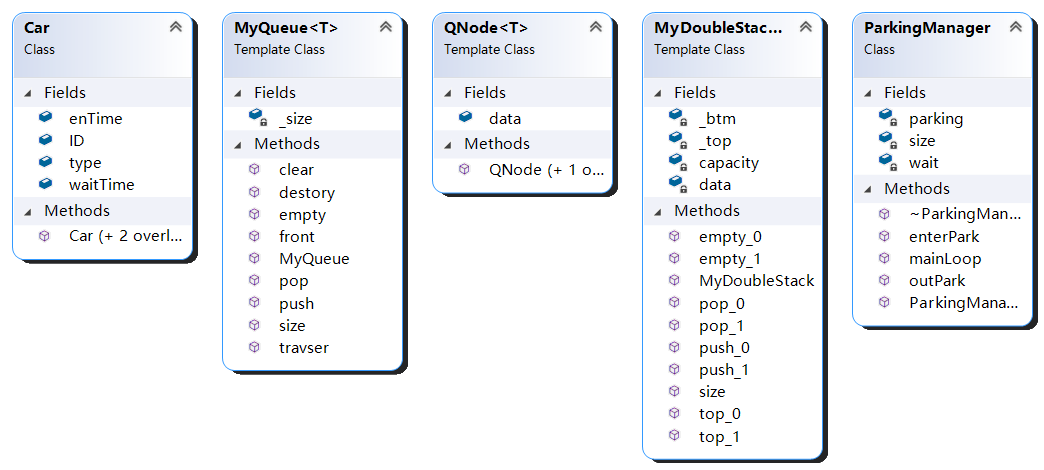 Car
Class
Fields
enTime
ID
type
waitTime
Methods
Car (+ 2 overl...
MyQueue<T>
Template Class
Fields
_size
Methods
clear
destory
empty
front
MyQueue
pop
push
size
travser
QNode<T>
Template Class
Fields
data
Methods
QNode (+ 1 o...
MyDoubleStac...
Template Class
Fields
_btm
_top
capacity
data
Methods
empty_0
empty_1
MyDoubleStack
pop_0
pop_1
push_0
push_1
size
top_0
top_1
ParkingManager
Class
Fields
parking
size
wait
Methods
~ParkingMan...
enterPark
mainLoop
outPark
ParkingMana...